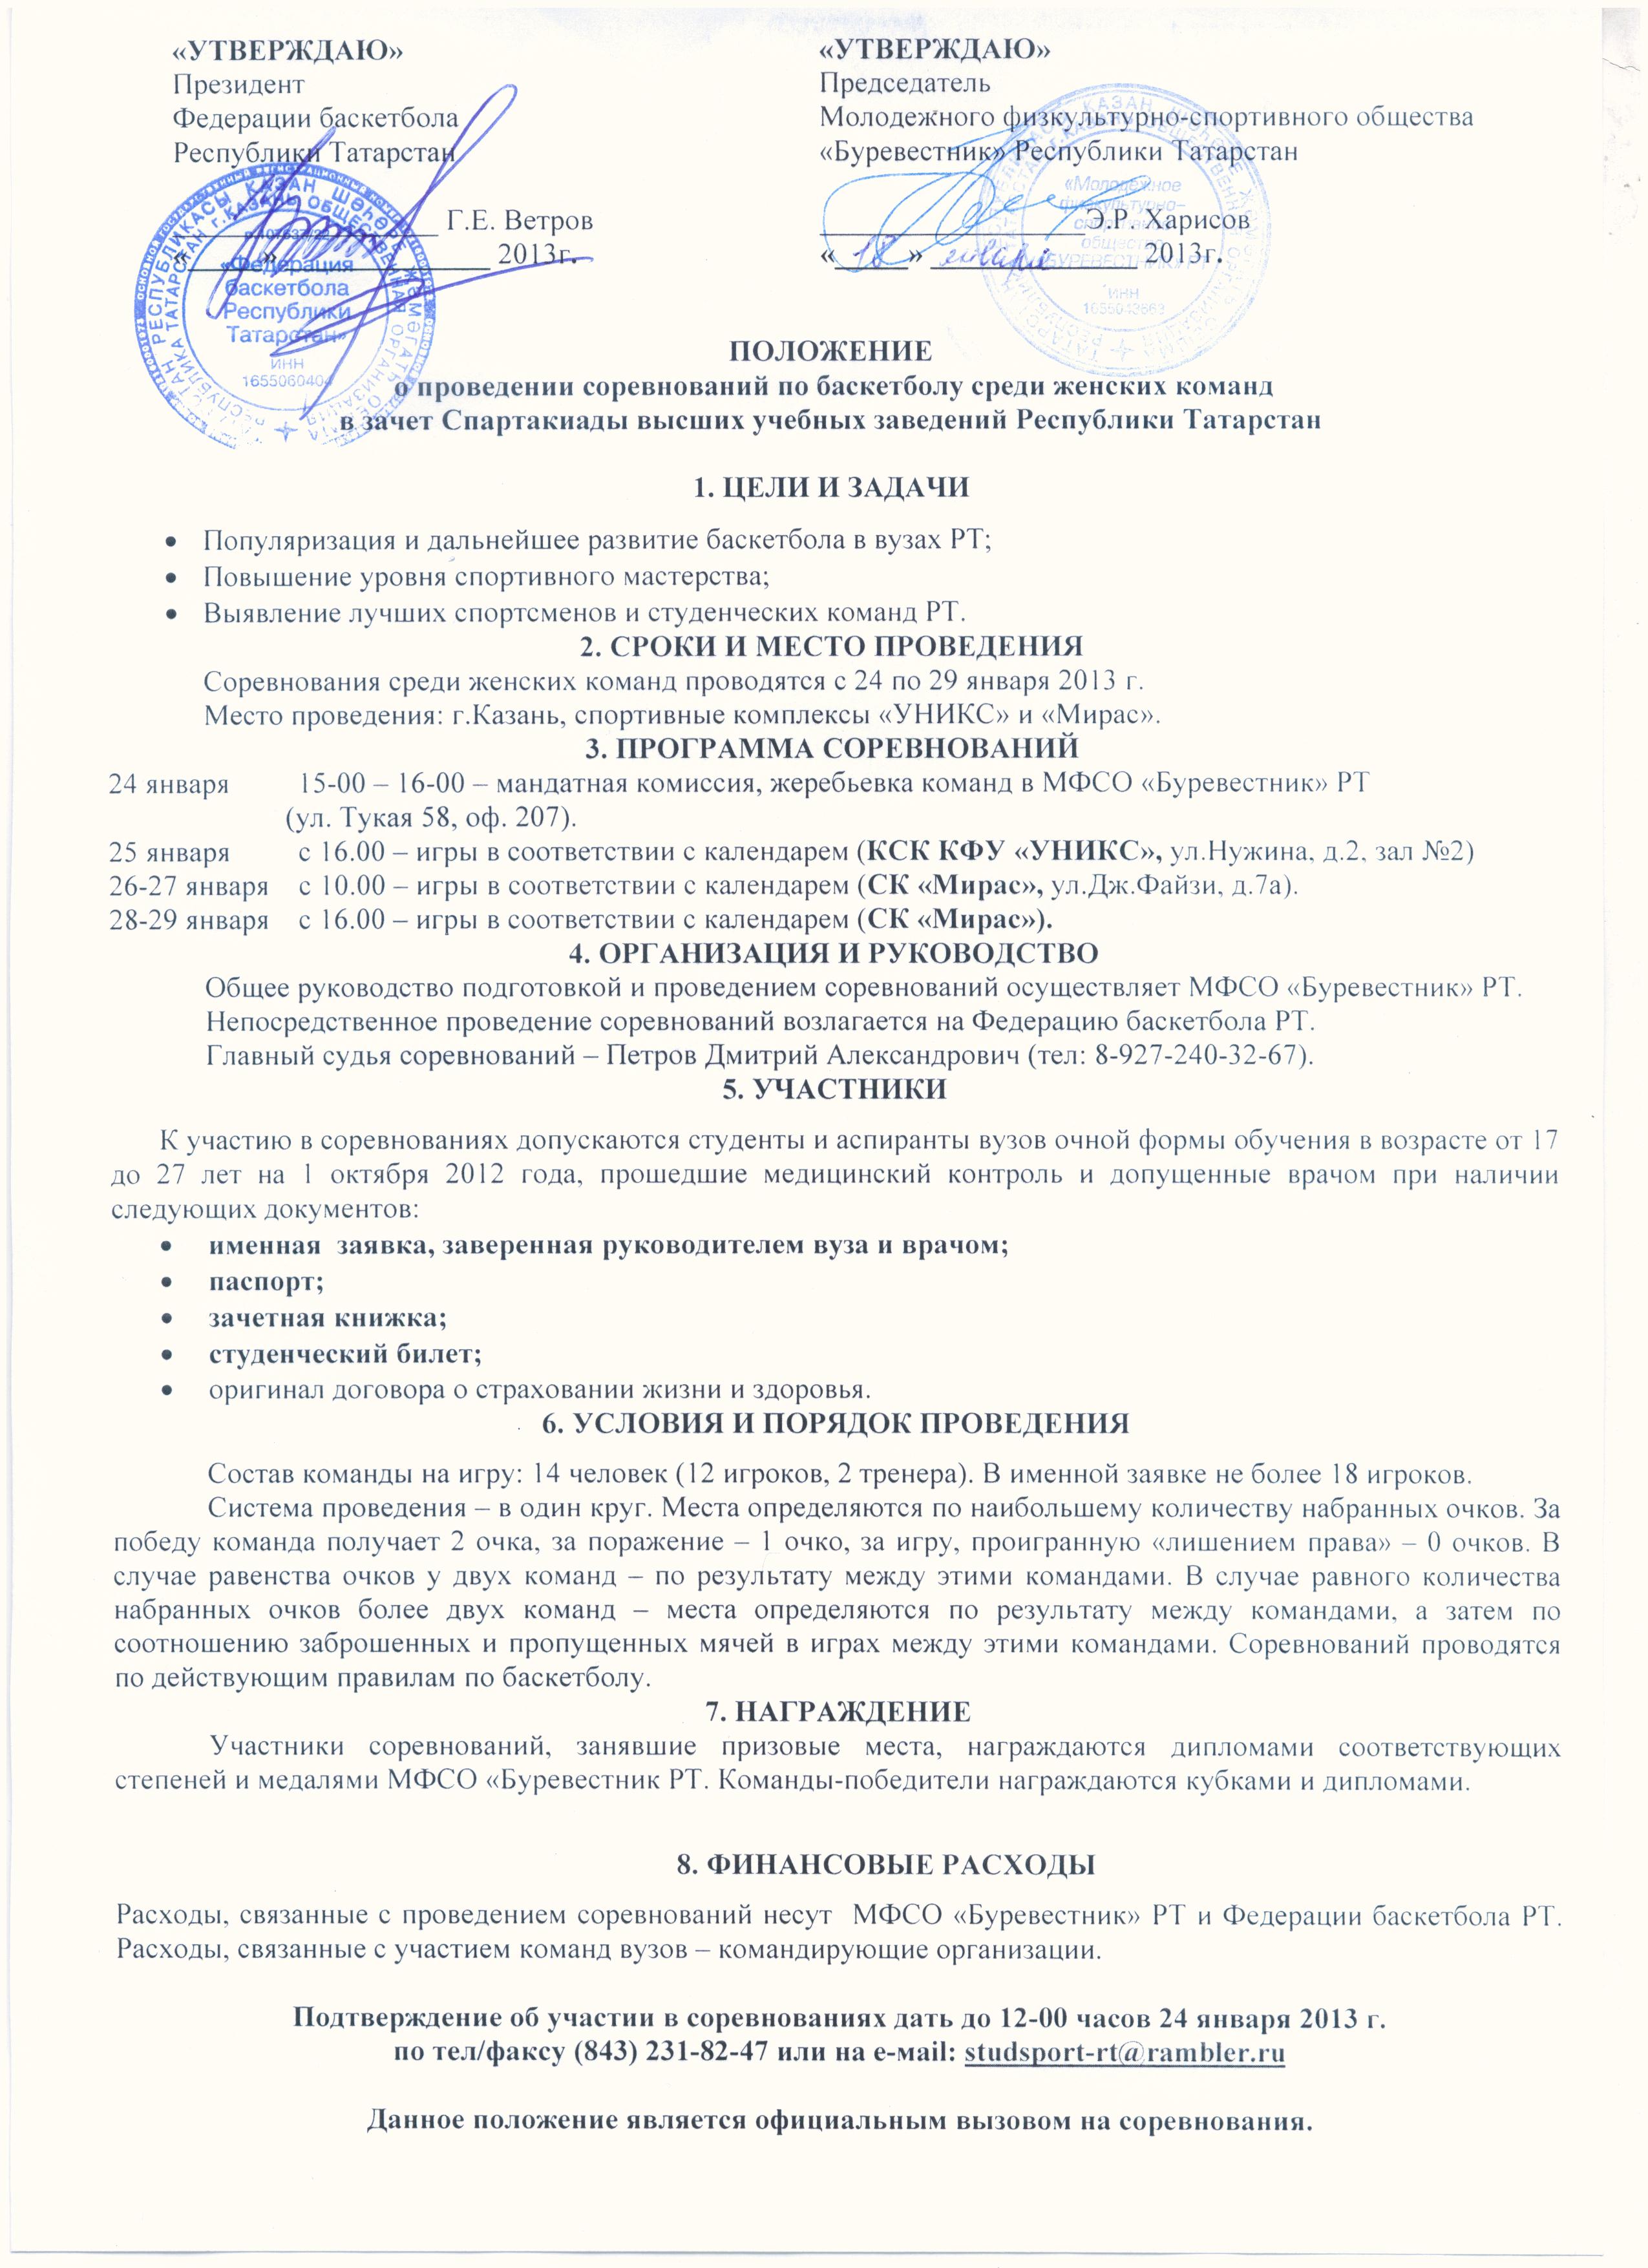 «УТВЕРЖДАЮ»
Президент
Федерации баскетбола
Республики Татарстан
Г.Е. Ветров
«_____» _______________ 2013г.
«УТВЕРЖДАЮ»
Председатель
Молодежного физкультурно-спортивного общества
«Буревестник» Республики Татарстан
Э.Р. Харисов
«18» января 2013г.
«Федерация
баскетбола
Республики
Татарстан»
ИНН
1655060404
«Молодежное
физкультурно-
спортивное
общество
«БУРЕВЕСТНИК» РТ
ИНН
ПОЛОЖЕНИЕ
о проведении соревнований по баскетболу среди женских команд
в зачет Спартакиады высших учебных заведений Республики Татарстан
1. ЦЕЛИ И ЗАДАЧИ
• Популяризация и дальнейшее развитие баскетбола в вузах РТ;
• Повышение уровня спортивного мастерства;
• Выявление лучших спортсменов и студенческих команд РТ.
2. СРОКИ И МЕСТО ПРОВЕДЕНИЯ
Соревнования среди женских команд проводятся с 24 по 29 января 2013 г.
Место проведения: г.Казань, спортивные комплексы «УНИКС» и «Мирас».
3. ПРОГРАММА СОРЕВНОВАНИЙ
24 января 15-00 – 16-00 – мандатная комиссия, жеребьевка команд в МФСО «Буревестник» РТ
(ул. Тукая 58, оф. 207).
25 января с 16.00 – игры в соответствии с календарем (КСК КФУ «УНИКС», ул.Нужина, д.2, зал №2)
26-27 января с 10.00 – игры в соответствии с календарем (СК «Мирас», ул.Дж.Файзи, д.7а).
28-29 января с 16.00 – игры в соответствии с календарем (СК «Мирас»).
4. ОРГАНИЗАЦИЯ И РУКОВОДСТВО
Общее руководство подготовкой и проведением соревнований осуществляет МФСО «Буревестник» РТ.
Непосредственное проведение соревнований возлагается на Федерацию баскетбола РТ.
Главный судья соревнований – Петров Дмитрий Александрович (тел: 8-927-240-32-67).
5. УЧАСТНИКИ
К участию в соревнованиях допускаются студенты и аспиранты вузов очной формы обучения в возрасте от 17
до 27 лет на 1 октября 2012 года, прошедшие медицинский контроль и допущенные врачом при наличии
следующих документов:
• именная заявка, заверенная руководителем вуза и врачом;
• паспорт;
• зачетная книжка;
• студенческий билет;
• оригинал договора о страховании жизни и здоровья.
6. УСЛОВИЯ И ПОРЯДОК ПРОВЕДЕНИЯ
Состав команды на игру: 14 человек (12 игроков, 2 тренера). В именной заявке не более 18 игроков.
Система проведения – в один круг. Места определяются по наибольшему количеству набранных очков. За
победу команда получает 2 очка, за поражение – 1 очко, за игру, проигранную «лишением права» – 0 очков. В
случае равенства очков у двух команд – по результату между этими командами. В случае равного количества
набранных очков более двух команд – места определяются по результату между командами, а затем по
соотношению заброшенных и пропущенных мячей в играх между этими командами. Соревнований проводятся
по действующим правилам по баскетболу.
7. НАГРАЖДЕНИЕ
Участники соревнований, занявшие призовые места, награждаются дипломами соответствующих
степеней и медалями МФСО «Буревестник РТ. Команды-победители награждаются кубками и дипломами.
8. ФИНАНСОВЫЕ РАСХОДЫ
Расходы, связанные с проведением соревнований несут МФСО «Буревестник» РТ и Федерации баскетбола РТ.
Расходы, связанные с участием команд вузов – командирующие организации.
Подтверждение об участии в соревнованиях дать до 12-00 часов 24 января 2013 г.
по тел/факсу (843) 231-82-47 или на е-маil: studsport-rt@rambler.ru
Данное положение является официальным вызовом на соревнования.